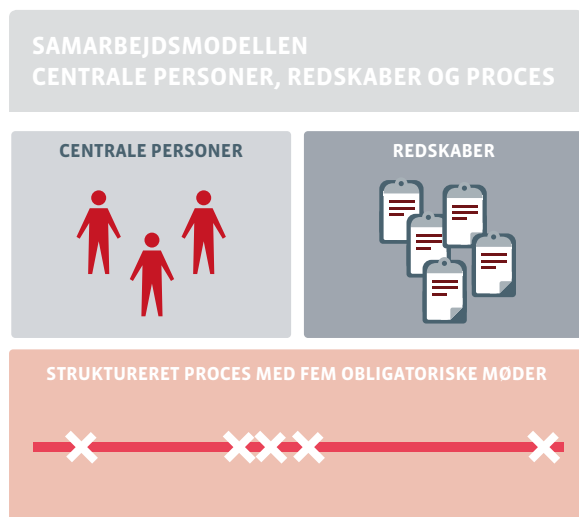 SAMARBEJDSMODELLEN
CENTRALE PERSONER, REDSKABER OG PROCES
CENTRALE PERSONER
REDSKABER
STRUKTURERET PROCES MED FEM OBLIGATORISKE MØDER